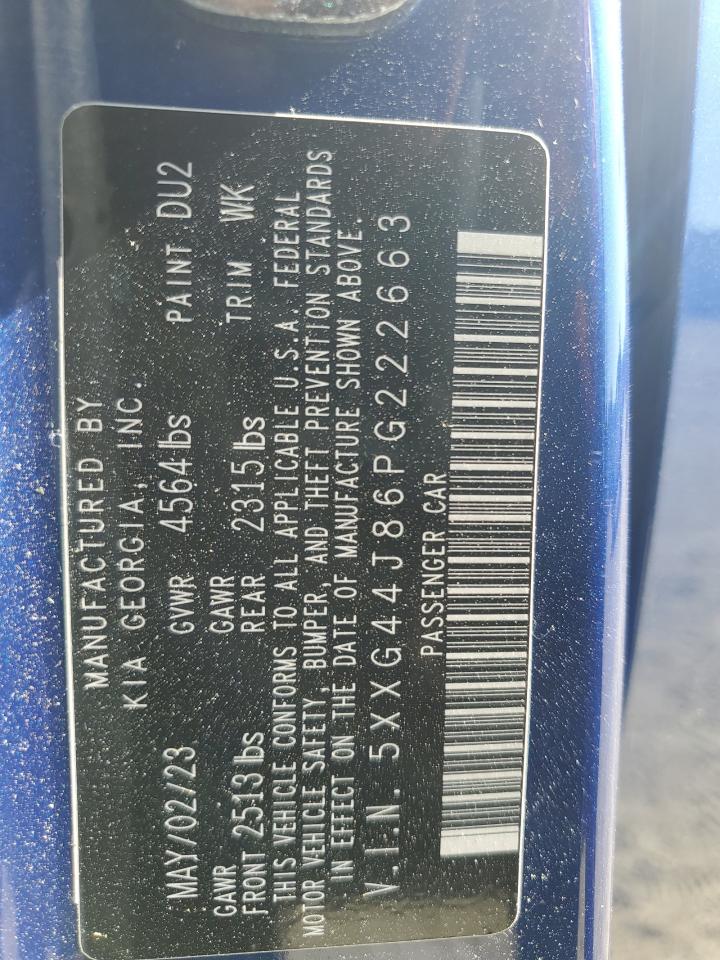 MANUFACTURED BY
KIA GEORGIA, INC.
MAY/02/23 GVWR 4564lbs PAINT DU2
GAWR GAWR
FRONT 2513lbs REAR 2315lbs TRIM WK
THIS VEHICLE CONFORMS TO ALL APPLICABLE U.S.A. FEDERAL
MOTOR VEHICLE SAFETY, BUMPER, AND THEFT PREVENTION STANDARDS
IN EFFECT ON THE DATE OF MANUFACTURE SHOWN ABOVE.
V.I.N. 5XXG44J86PG222663
PASSENGER CAR